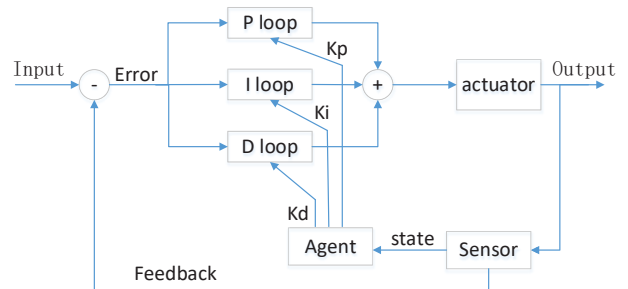 P loop
Kp
Input
Error
-
I loop
+
actuator
Output
Ki
D loop
Kd
Agent
state
Sensor
Feedback